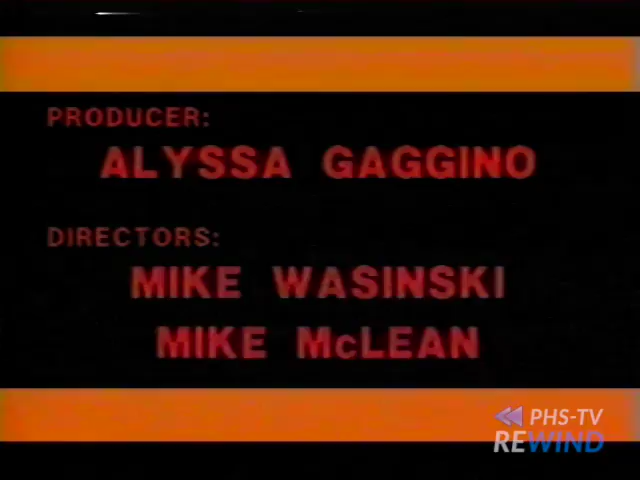 PRODUCER:
ALYSSA GAGGINO
DIRECTORS:
MIKE WASINSKI
MIKE McLEAN
PHS-TV
REWIND